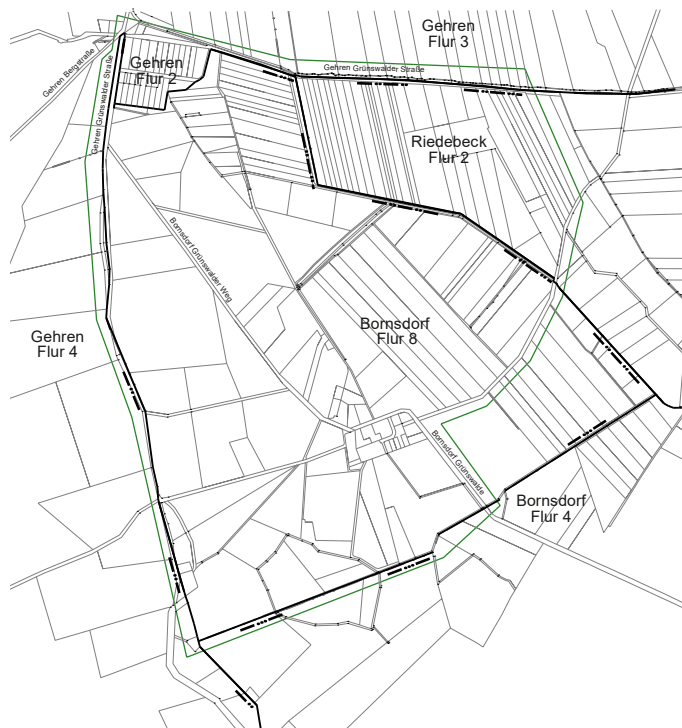 Gehren
Flur 3
Gehren
Flur 2
Gehren Bergstraße
Gehren Grünswalder Straße
Gehren Grünswalder Straße
Riedebeck
Flur 2
Bornsdorf Grünswalder Weg
Bornsdorf
Flur 8
Gehren
Flur 4
Bornsdorf Grünswalde
Bornsdorf
Flur 4